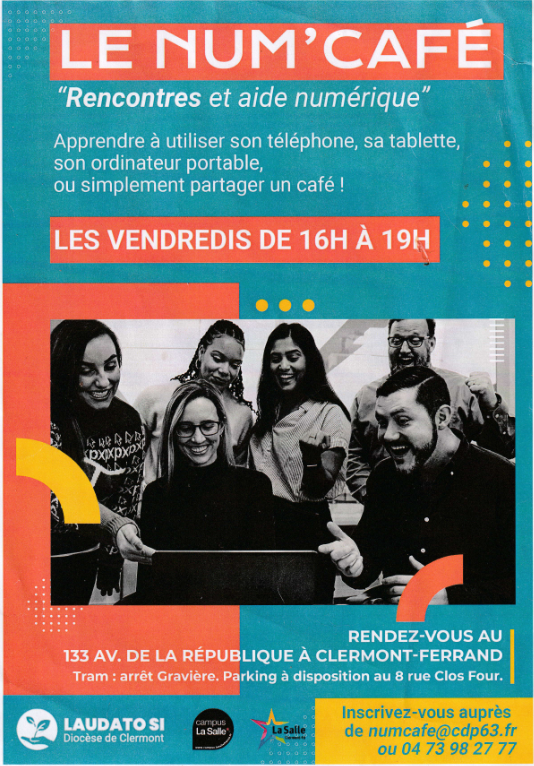 LE NUM'CAFÉ
“Rencontres et aide numérique”
Apprendre à utiliser son téléphone, sa tablette,
son ordinateur portable,
ou simplement partager un café !
LES VENDREDIS DE 16H À 19H
RENDEZ-VOUS AU
133 AV. DE LA RÉPUBLIQUE À CLERMONT-FERRAND
Tram : arrêt Gravière. Parking à disposition au 8 rue Clos Four.
LAUDATO SI
Diocèse de Clermont
campus
La Salle
La Salle
Clermont Fd
Inscrivez-vous auprès
de numcafe@cdp63.fr
ou 04 73 98 27 77